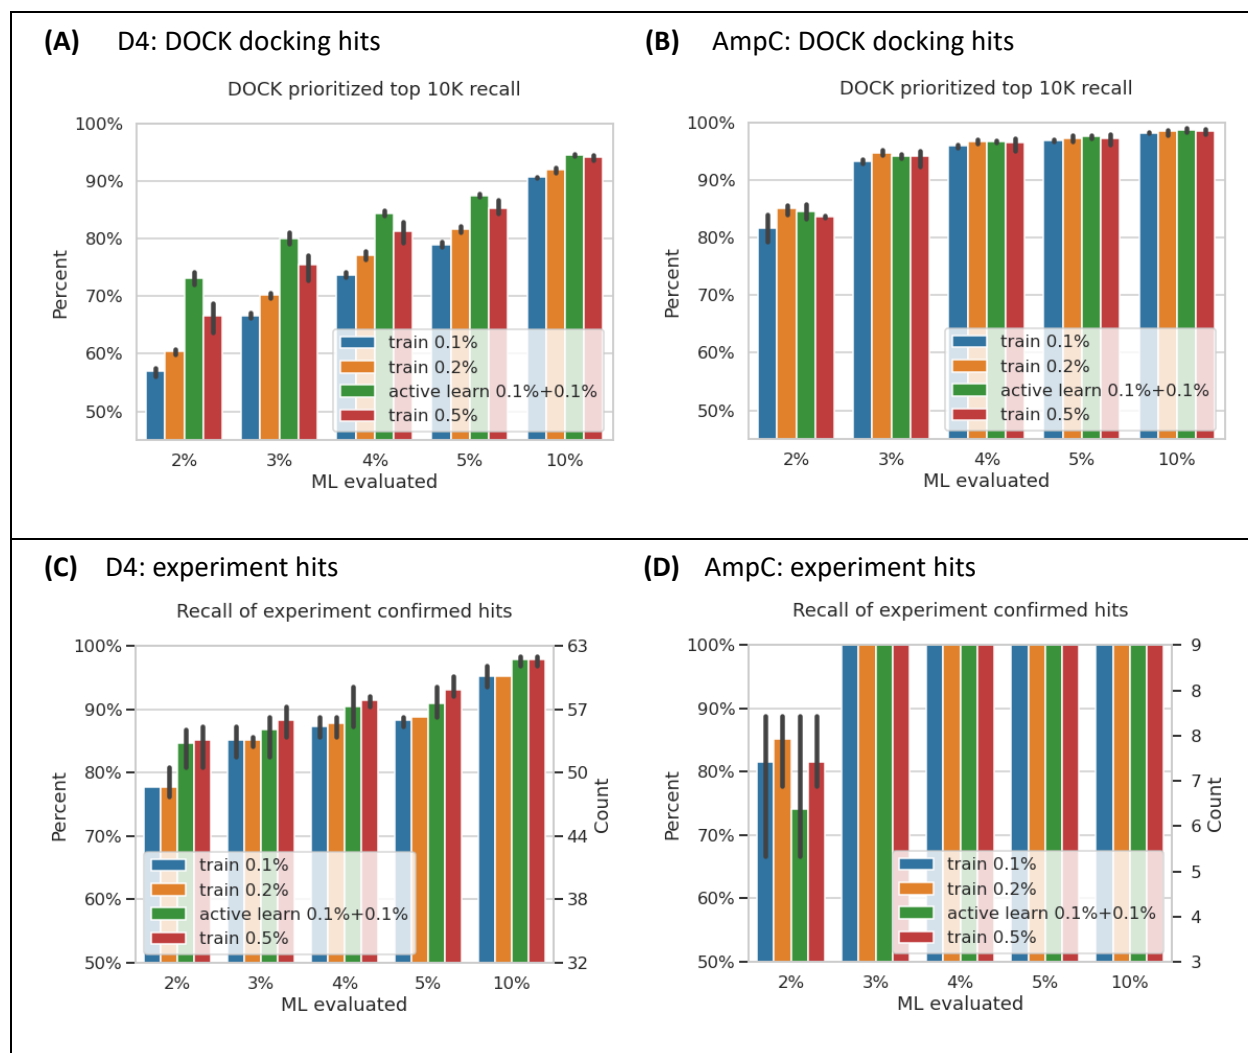 (A) D4: DOCK docking hits
DOCK prioritized top 10K recall
100%
90%
80%
70%
60%
50%
Percent
train 0.1%
train 0.2%
active learn 0.1%+0.1%
train 0.5%
2% 3% 4% 5% 10%
ML evaluated
(B) AmpC: DOCK docking hits
DOCK prioritized top 10K recall
100%
90%
80%
70%
60%
50%
Percent
train 0.1%
train 0.2%
active learn 0.1%+0.1%
train 0.5%
2% 3% 4% 5% 10%
ML evaluated
(C) D4: experiment hits
Recall of experiment confirmed hits
100%
90%
80%
70%
60%
50%
Percent
63
57
50
44
38
32
Count
train 0.1%
train 0.2%
active learn 0.1%+0.1%
train 0.5%
2% 3% 4% 5% 10%
ML evaluated
(D) AmpC: experiment hits
Recall of experiment confirmed hits
100%
90%
80%
70%
60%
50%
Percent
9
8
8
7
6
5
4
3
Count
train 0.1%
train 0.2%
active learn 0.1%+0.1%
train 0.5%
2% 3% 4% 5% 10%
ML evaluated